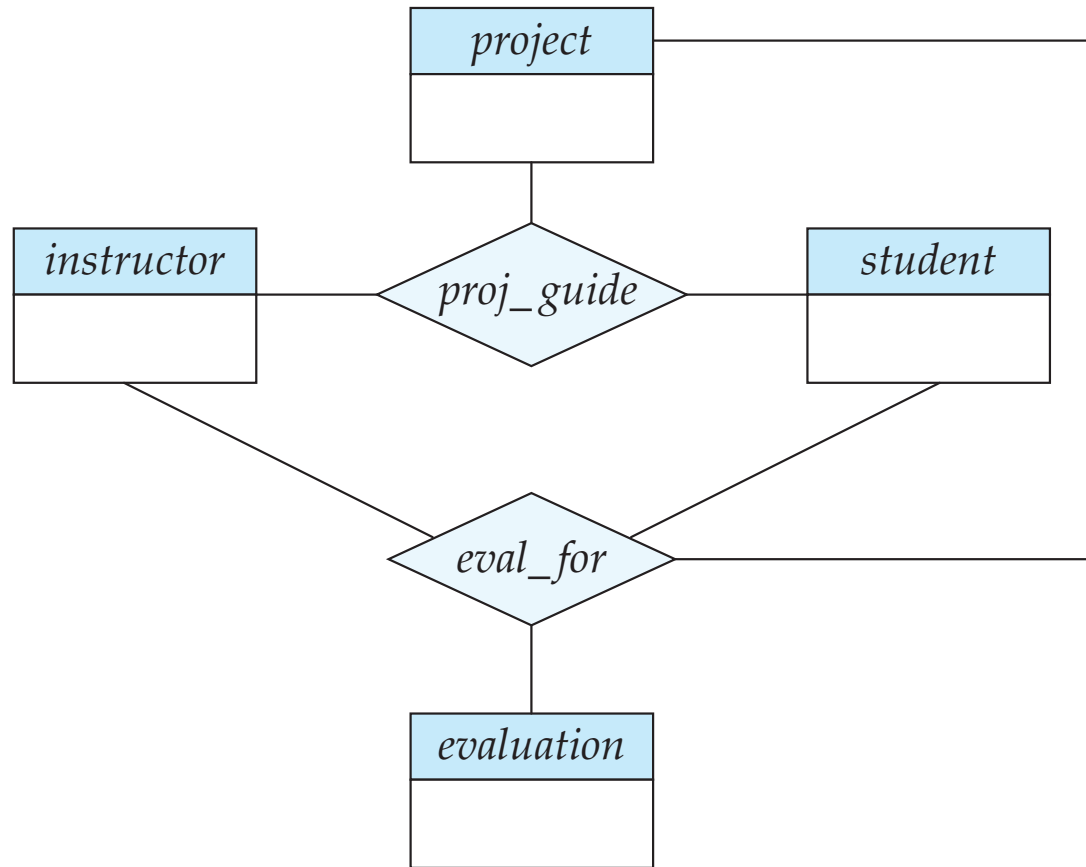 project
instructor
proj_guide
student
eval_for
evaluation